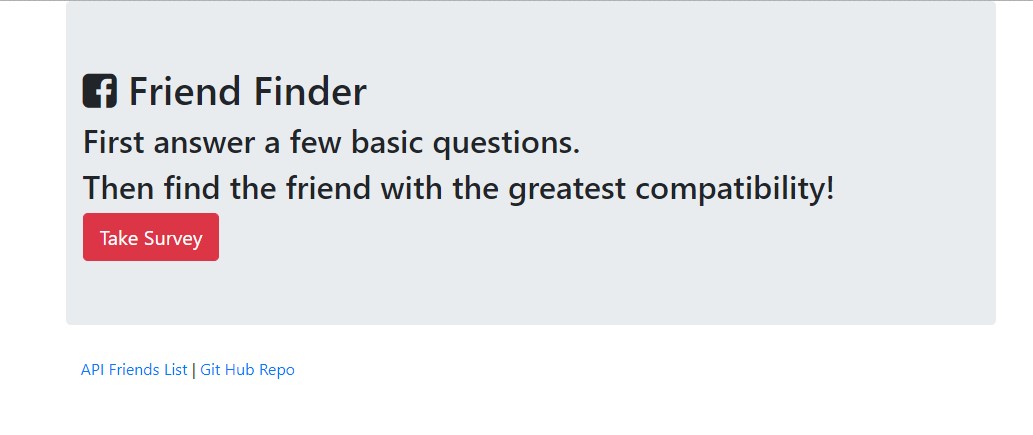 Friend Finder
First answer a few basic questions.
Then find the friend with the greatest compatibility!
Take Survey
API Friends List | Git Hub Repo